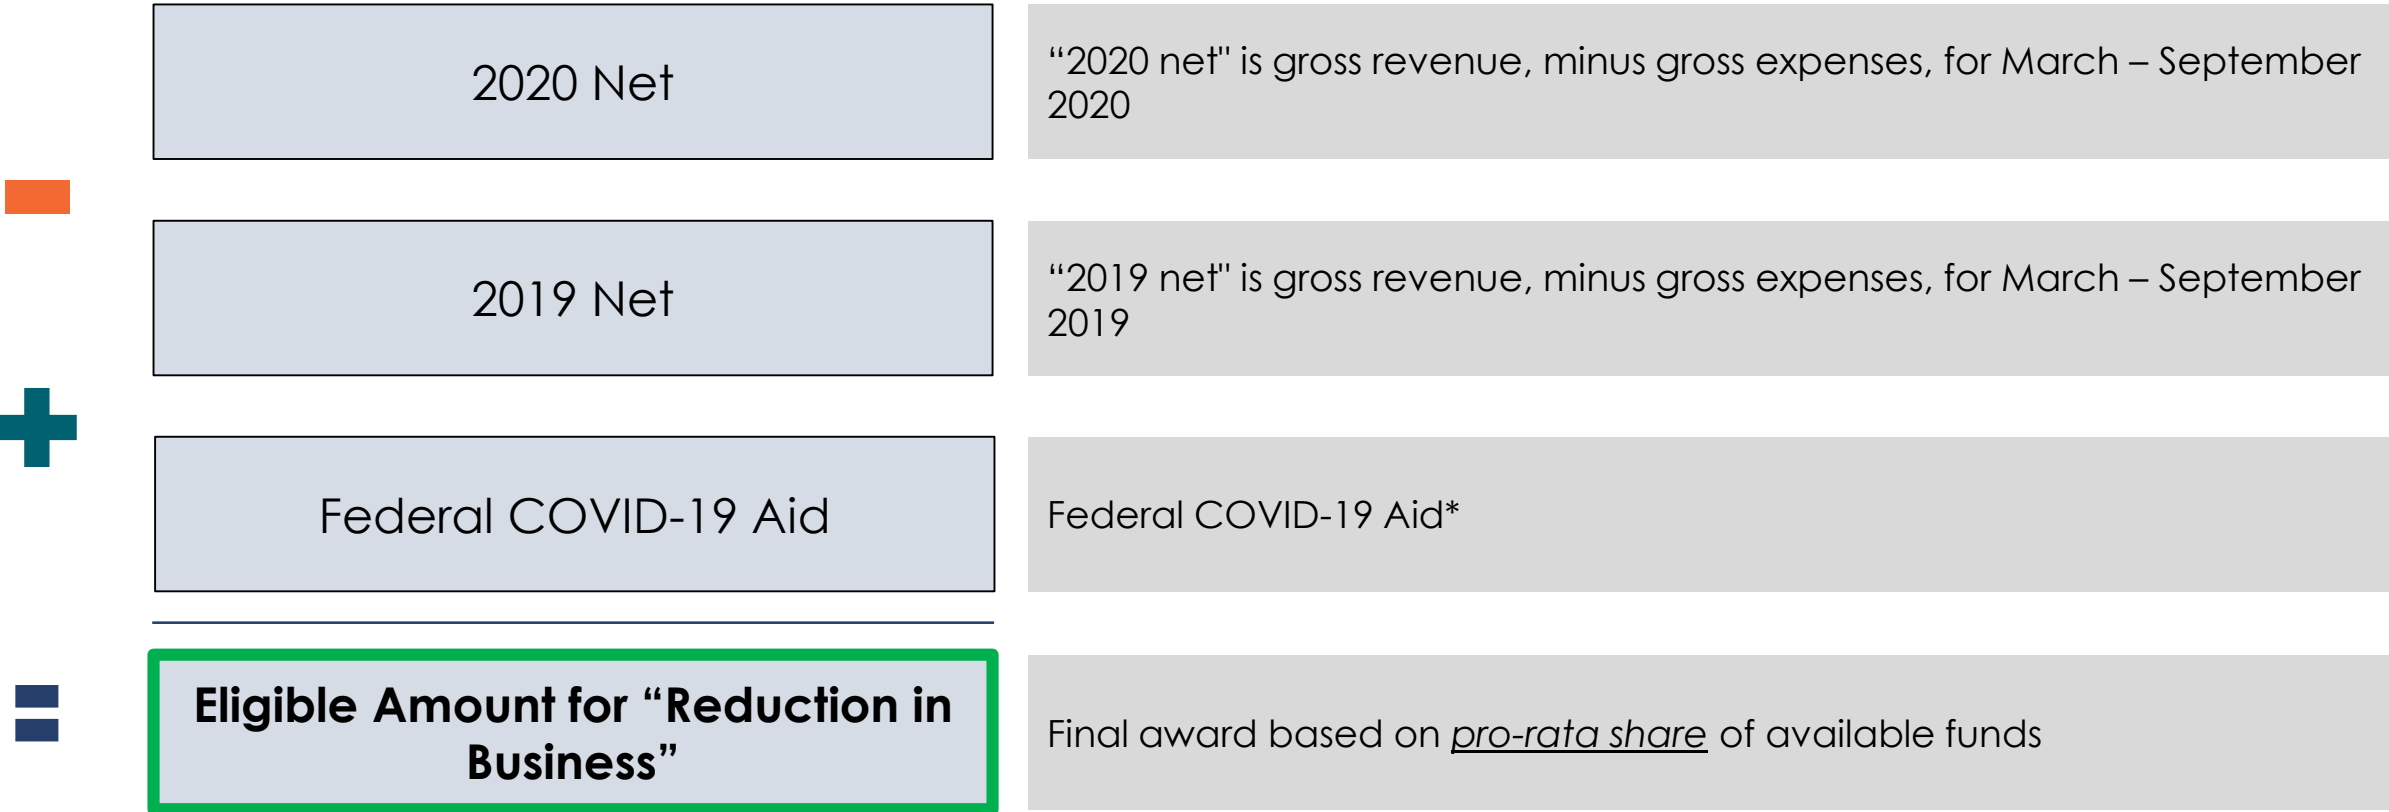 2020 Net
“2020 net" is gross revenue, minus gross expenses, for March – September
2020
2019 Net
“2019 net" is gross revenue, minus gross expenses, for March – September
2019
Federal COVID-19 Aid
Federal COVID-19 Aid*
Eligible Amount for “Reduction in
Business”
Final award based on pro-rata share of available funds